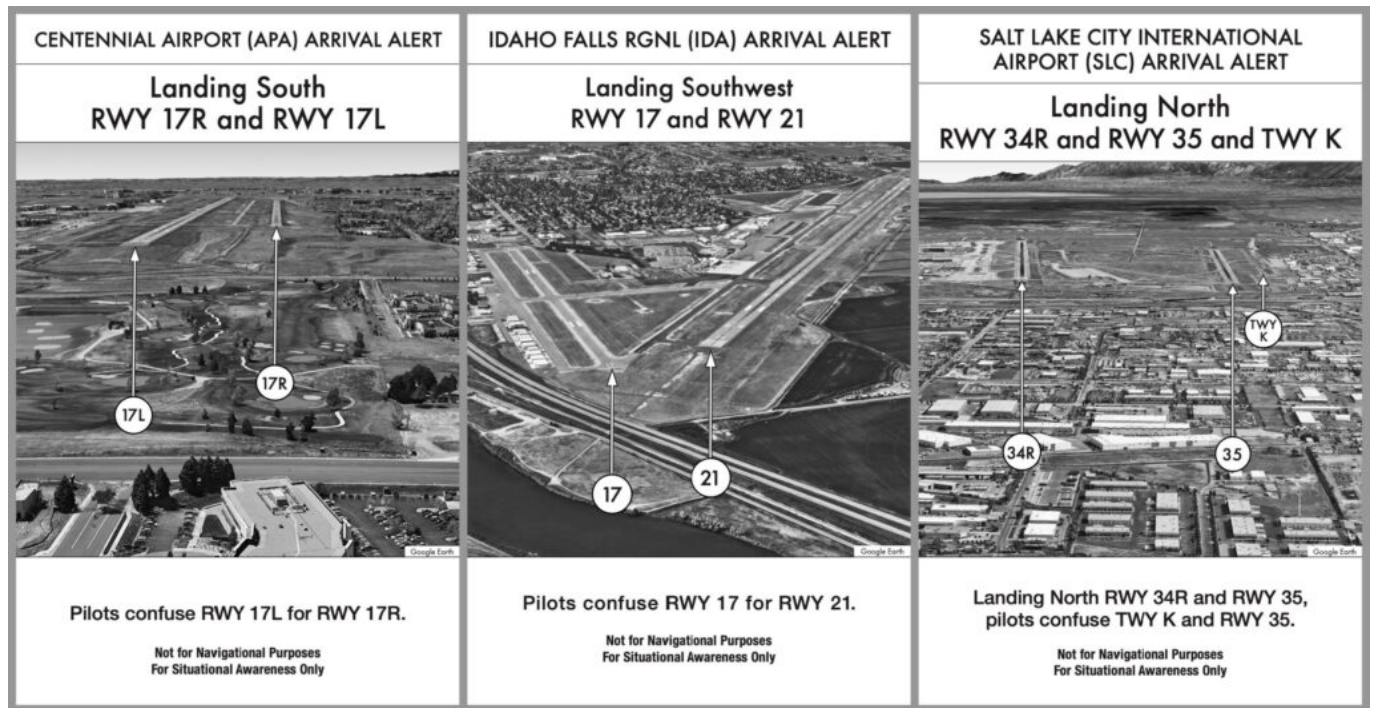 CENTENNIAL AIRPORT (APA) ARRIVAL ALERT
Landing South
RWY 17R and RWY 17L
17L
17R
Google Earth
Pilots confuse RWY 17L for RWY 17R.
Not for Navigational Purposes
For Situational Awareness Only
IDAHO FALLS RGNL (IDA) ARRIVAL ALERT
Landing Southwest
RWY 17 and RWY 21
17
21
Google Earth
Pilots confuse RWY 17 for RWY 21.
Not for Navigational Purposes
For Situational Awareness Only
SALT LAKE CITY INTERNATIONAL
AIRPORT (SLC) ARRIVAL ALERT
Landing North
RWY 34R and RWY 35 and TWY K
TWY
K
34R
35
Google Earth
Landing North RWY 34R and RWY 35,
pilots confuse TWY K and RWY 35.
Not for Navigational Purposes
For Situational Awareness Only